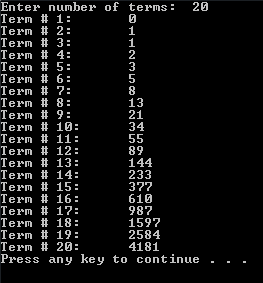 Enter number of terms:  20
Term # 1:       0
Term # 2:       1
Term # 3:       1
Term # 4:       2
Term # 5:       3
Term # 6:       5
Term # 7:       8
Term # 8:       13
Term # 9:       21
Term # 10:      34
Term # 11:      55
Term # 12:      89
Term # 13:      144
Term # 14:      233
Term # 15:      377
Term # 16:      610
Term # 17:      987
Term # 18:      1597
Term # 19:      2584
Term # 20:      4181
Press any key to continue . . .